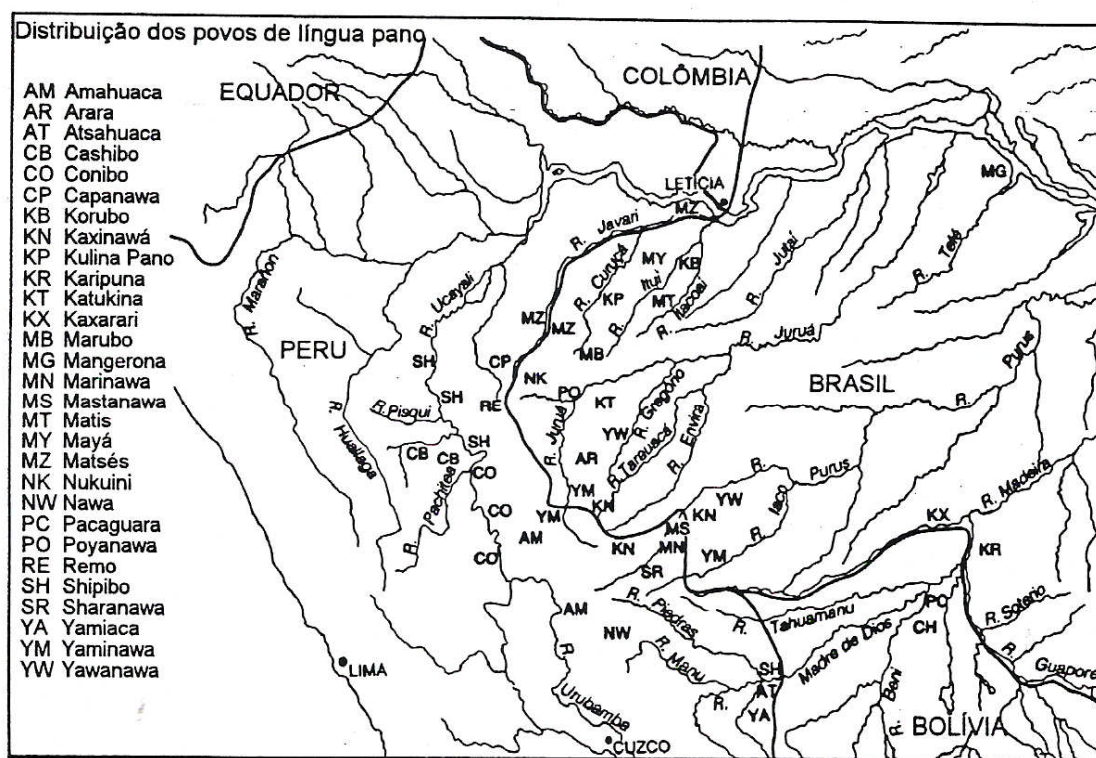 Distribuição dos povos de língua pano
AM Amahuaca
AR Arara
AT Atsahuaca
CB Cashibo
CO Conibo
CP Capanawa
KB Korubo
KN Kaxinawá
KP Kulina Pano
KR Karipuna
KT Katukina
KX Kaxarari
MB Marubo
MG Mangerona
MN Marinawa
MS Mastanawa
MT Matis
MY Mayá
MZ Matsés
NK Nukuini
NW Nawa
PC Pacaguara
PO Poyanawa
RE Remo
SH Shipibo
SR Sharanawa
YA Yamiaca
YM Yaminawa
YW Yawanawa
EQUADOR
COLÔMBIA
LETÍCIA
MG
MZ
R. Javari
R. Marañon
R. Ucayali
R. Curuçá
MY
KB
R. Ituí
KP
MT
R. Itacoaí
R. Jutaí
R. Tefé
MZ
MZ
PERU
MB
R. Juruá
SH
CP
NK
BRASIL
R. Purus
SH
RE
PO
KT
R. Gregório
R. Pisqui
R. Huallaga
SH
R. Juruá
YW
R. Tarauacá
R. Envira
CB
CB
AR
CO
R. Pachitea
YM
KN
R. Purus
YW
R. Iaco
R. Madeira
CO
YM
KN
KX
AM
MS
KN
MN
YM
KR
CO
SR
AM
R. Piedras
R. Tahuamanu
PC
R. Soterio
NW
CH
R. Madre de Dios
R. Manu
SH
R. Guaporé
LIMA
AT
R. Urubamba
YA
R. Beni
BOLÍVIA
CUZCO